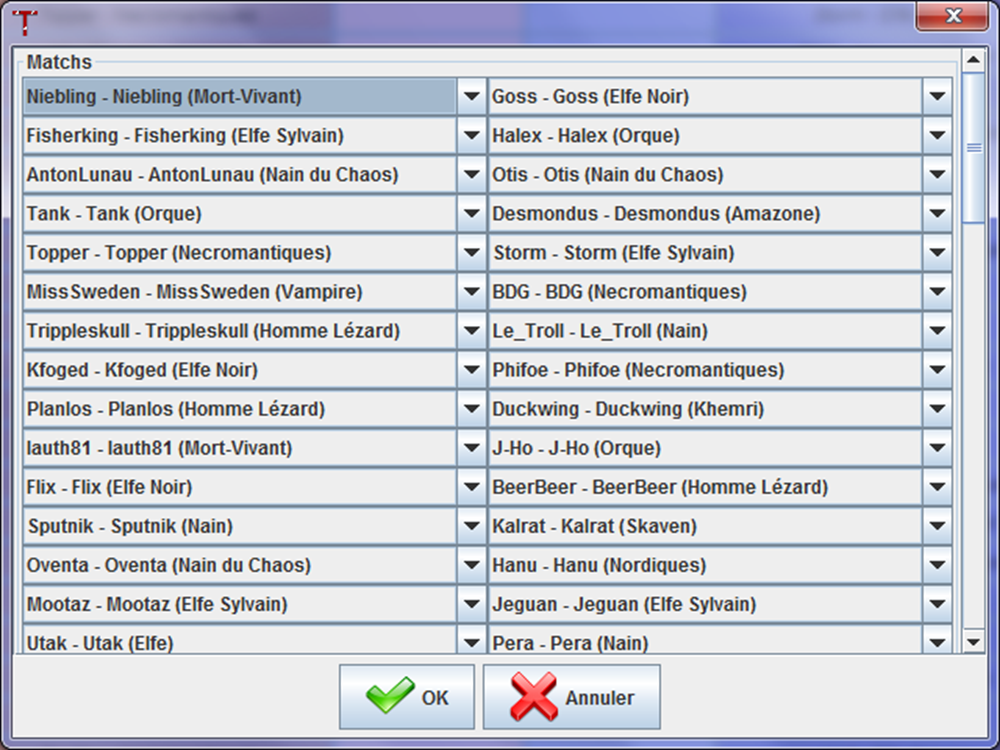 Matchs
Niebling - Niebling (Mort-Vivant) Goss - Goss (Elfe Noir)
Fisherking - Fisherking (Elfe Sylvain) Halex - Halex (Orque)
AntonLunau - AntonLunau (Nain du Chaos) Otis - Otis (Nain du Chaos)
Tank - Tank (Orque) Desmondus - Desmondus (Amazone)
Topper - Topper (Necromantiques) Storm - Storm (Elfe Sylvain)
MissSweden - MissSweden (Vampire) BDG - BDG (Necromantiques)
Trippleskull - Trippleskull (Homme Lézard) Le_Troll - Le_Troll (Nain)
Kfoged - Kfoged (Elfe Noir) Phifoe - Phifoe (Necromantiques)
Planlos - Planlos (Homme Lézard) Duckwing - Duckwing (Khemri)
lauth81 - lauth81 (Mort-Vivant) J-Ho - J-Ho (Orque)
Flix - Flix (Elfe Noir) BeerBeer - BeerBeer (Homme Lézard)
Sputnik - Sputnik (Nain) Kalrat - Kalrat (Skaven)
Oventa - Oventa (Nain du Chaos) Hanu - Hanu (Nordiques)
Mootaz - Mootaz (Elfe Sylvain) Jeguan - Jeguan (Elfe Sylvain)
Utak - Utak (Elfe) Pera - Pera (Nain)
OK Annuler